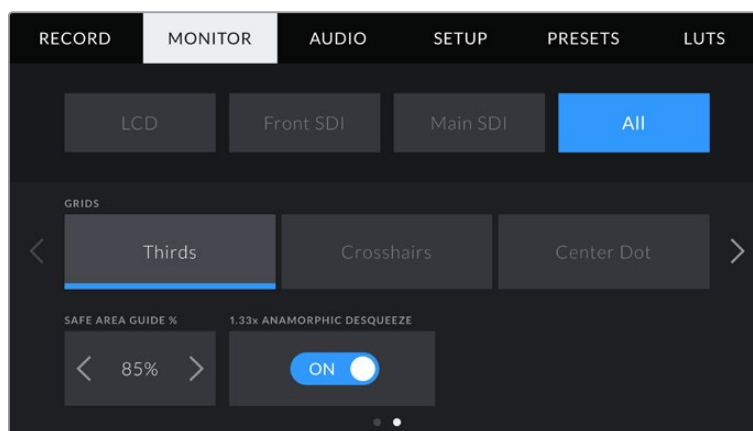 RECORD MONITOR AUDIO SETUP PRESETS LUTS
LCD Front SDI Main SDI All
GRIDS
Thirds Crosshairs Center Dot
SAFE AREA GUIDE % 1.33x ANAMORPHIC DESQUEEZE
85% ON